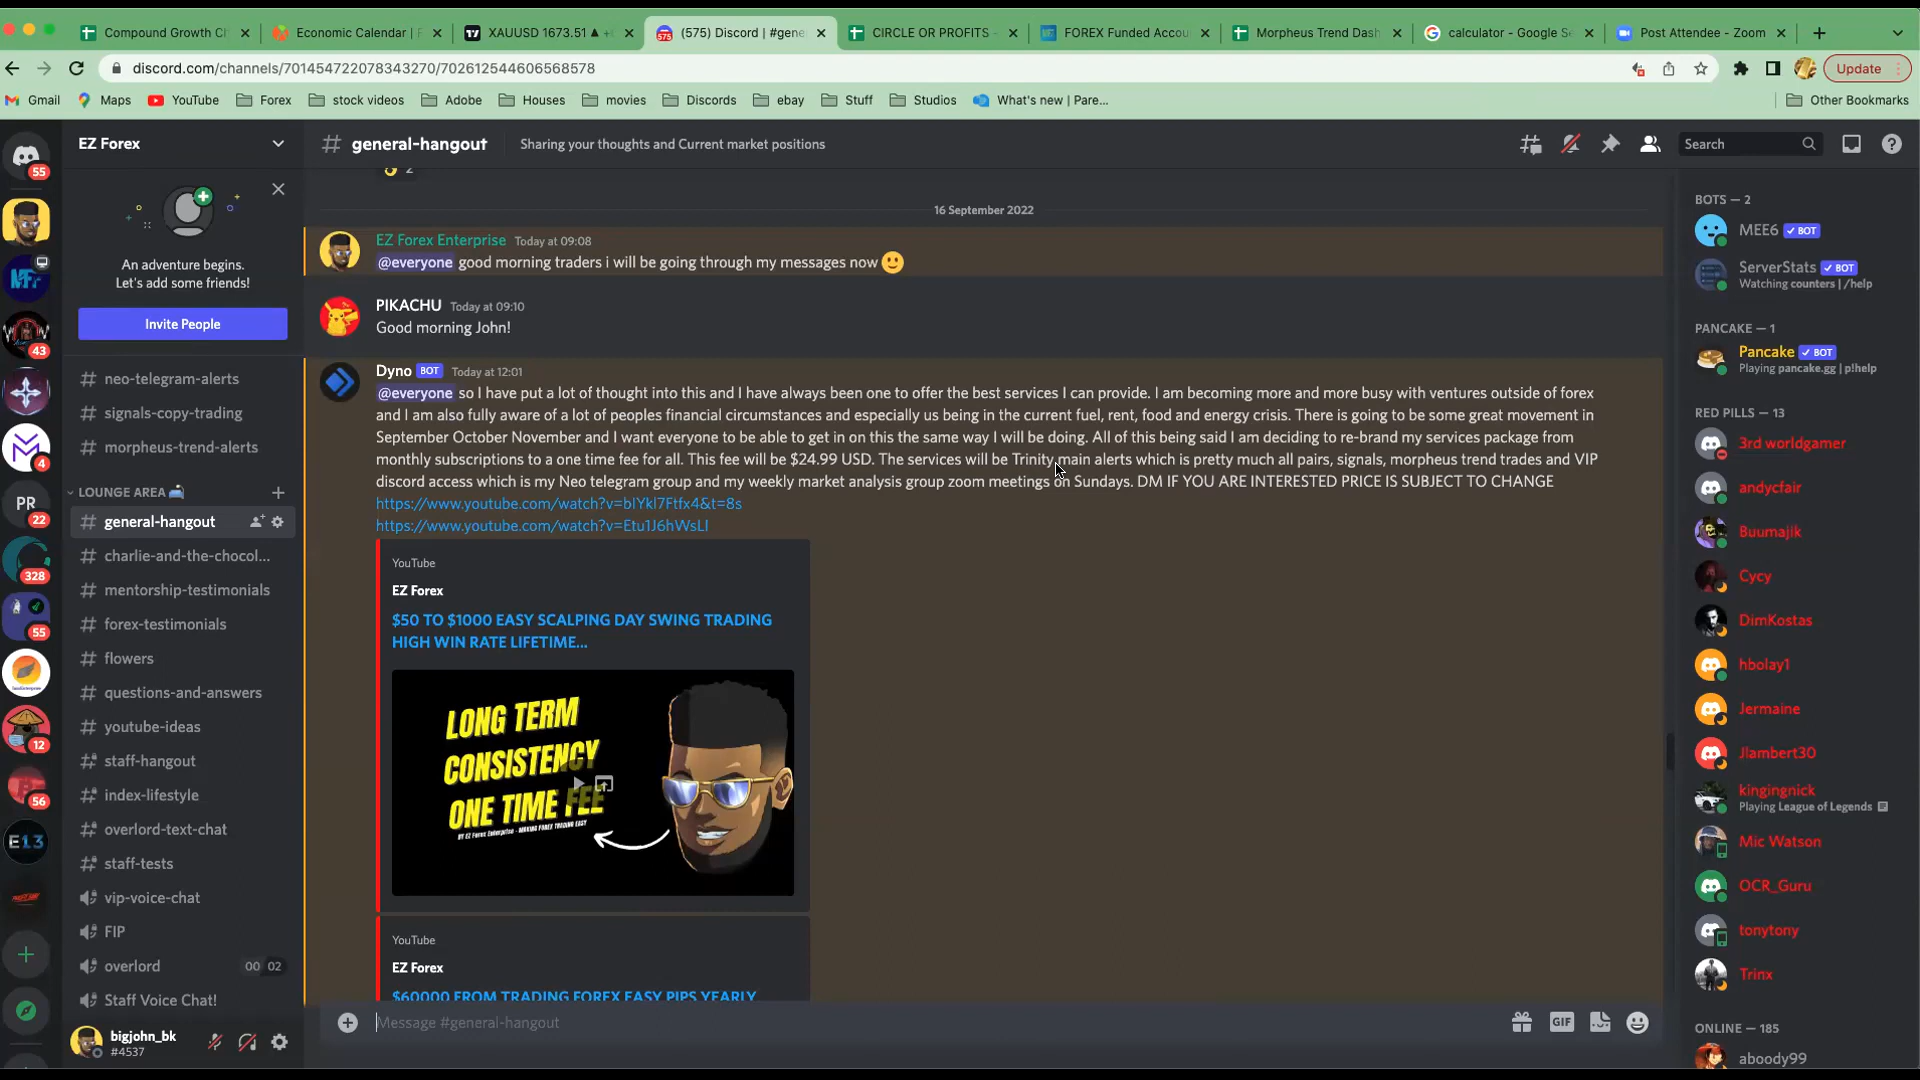 Compound Growth C
Economic Calendar | F
XAUUSD 1673.51 ▲ +
(575) Discord | #gene
CIRCLE OR PROFITS -
FOREX Funded Accou
Morpheus Trend Dash
calculator - Google Se
Post Attendee - Zoom
discord.com/channels/701454722078343270/702612544606568578
Update
Gmail
Maps
YouTube
Forex
stock videos
Adobe
Houses
movies
Discords
ebay
Stuff
Studios
What's new | Pare...
Other Bookmarks
55
43
4
PR
22
328
55
12
56
E13
EZ Forex
An adventure begins.
Let's add some friends!
Invite People
neo-telegram-alerts
signals-copy-trading
morpheus-trend-alerts
LOUNGE AREA
general-hangout
charlie-and-the-chocol...
mentorship-testimonials
forex-testimonials
flowers
questions-and-answers
youtube-ideas
staff-hangout
index-lifestyle
overlord-text-chat
staff-tests
vip-voice-chat
FIP
overlord 00 02
Staff Voice Chat!
bigjohn_bk
#4537
# general-hangout
Sharing your thoughts and Current market positions
Search
2
16 September 2022
EZ Forex Enterprise Today at 09:08
@everyone good morning traders i will be going through my messages now 🙂
PIKACHU Today at 09:10
Good morning John!
Dyno BOT Today at 12:01
@everyone so I have put a lot of thought into this and I have always been one to offer the best services I can provide. I am becoming more and more busy with ventures outside of forex
and I am also fully aware of a lot of peoples financial circumstances and especially us being in the current fuel, rent, food and energy crisis. There is going to be some great movement in
September October November and I want everyone to be able to get in on this the same way I will be doing. All of this being said I am deciding to re-brand my services package from
monthly subscriptions to a one time fee for all. This fee will be $24.99 USD. The services will be Trinity main alerts which is pretty much all pairs, signals, morpheus trend trades and VIP
discord access which is my Neo telegram group and my weekly market analysis group zoom meetings on Sundays. DM IF YOU ARE INTERESTED PRICE IS SUBJECT TO CHANGE
https://www.youtube.com/watch?v=blYkl7Ftfx4&t=8s
https://www.youtube.com/watch?v=Etu1J6hWsLI
YouTube
EZ Forex
$50 TO $1000 EASY SCALPING DAY SWING TRADING
HIGH WIN RATE LIFETIME...
LONG TERM
CONSISTENCY
ONE TIME FEE
BY EZ Forex Enterprise - MAKING FOREX TRADING EASY
YouTube
EZ Forex
$60000 FROM TRADING FOREX EASY PIPS YEARLY
Message #general-hangout
GIF
BOTS — 2
MEE6 ✓ BOT
ServerStats ✓ BOT
Watching counters | /help
PANCAKE — 1
Pancake ✓ BOT
Playing pancake.gg | p!help
RED PILLS — 13
3rd worldgamer
andycfair
Buumajik
Cycy
DimKostas
hbolay1
Jermaine
Jlambert30
kingingnick
Playing League of Legends
Mic Watson
OCR_Guru
tonytony
Trinx
ONLINE — 185
aboody99